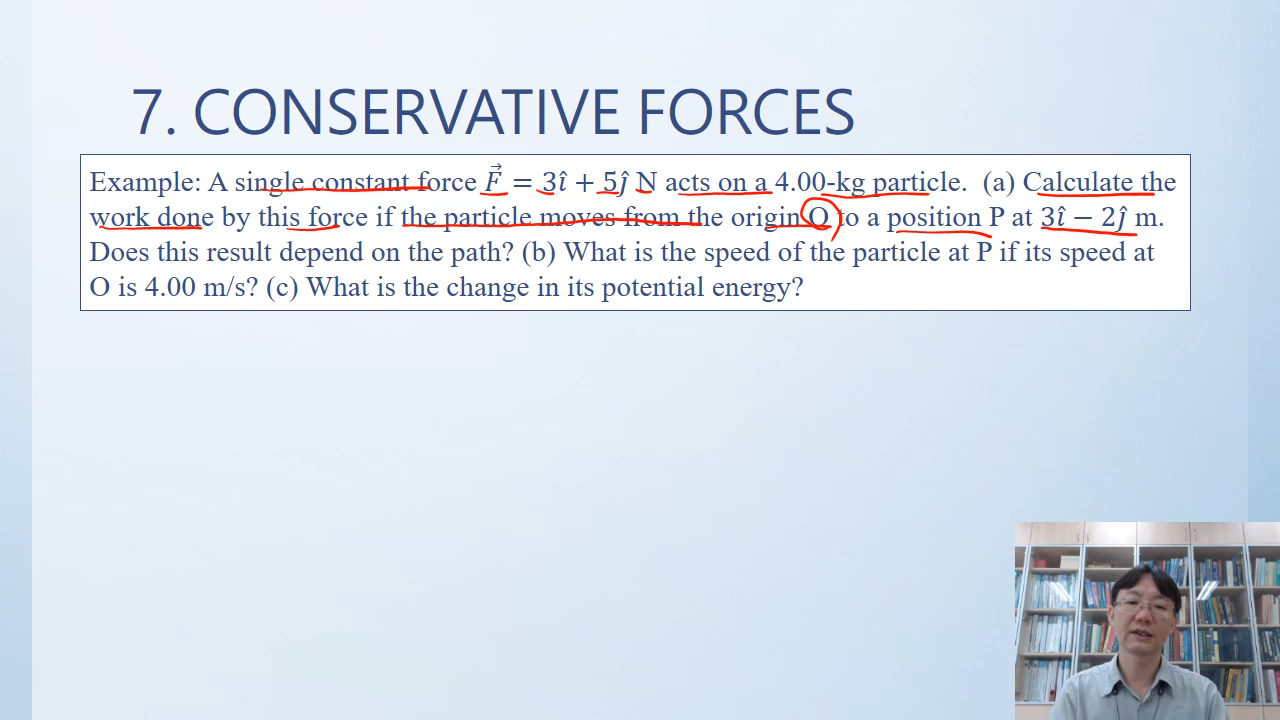 7. CONSERVATIVE FORCES
Example: A single constant force F⃗ = 3î + 5ĵ N acts on a 4.00-kg particle. (a) Calculate the
work done by this force if the particle moves from the origin O to a position P at 3î − 2ĵ m.
Does this result depend on the path? (b) What is the speed of the particle at P if its speed at
O is 4.00 m/s? (c) What is the change in its potential energy?